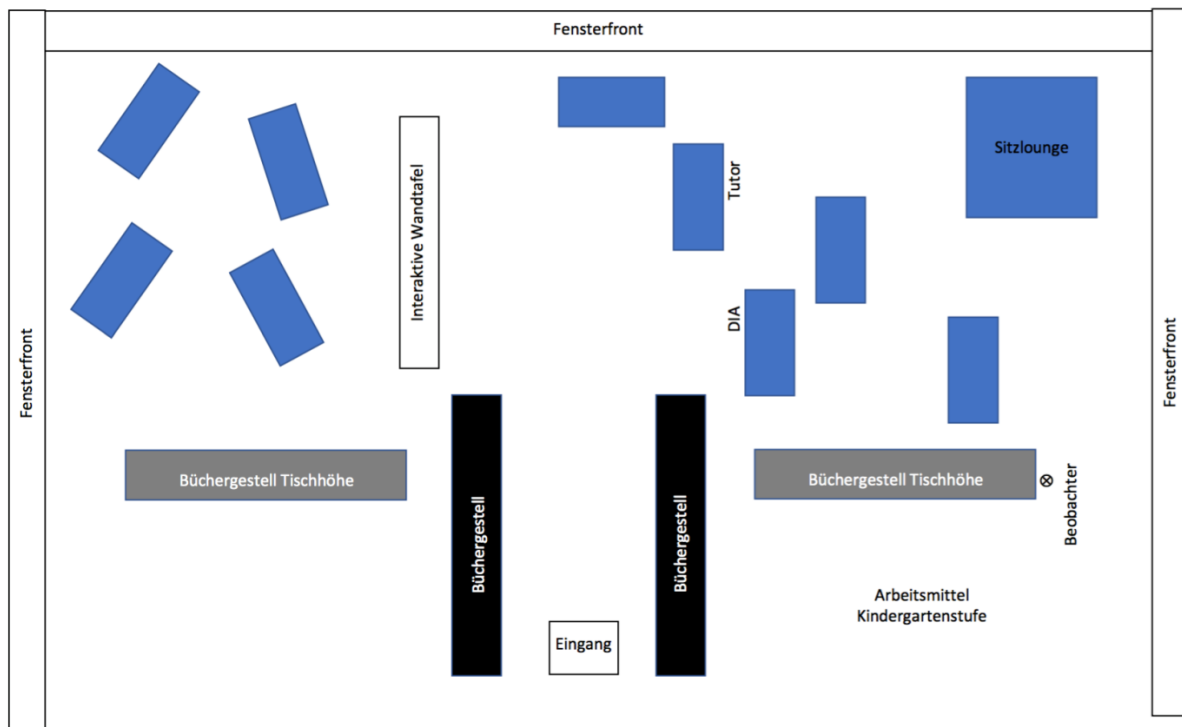 Fensterfront
Fensterfront
Interaktive Wandtafel
Tutor
DIA
Sitzlounge
Fensterfront
Büchergestell Tischhöhe
Büchergestell
Büchergestell
Büchergestell Tischhöhe
Beobachter
Arbeitsmittel
Kindergartenstufe
Eingang